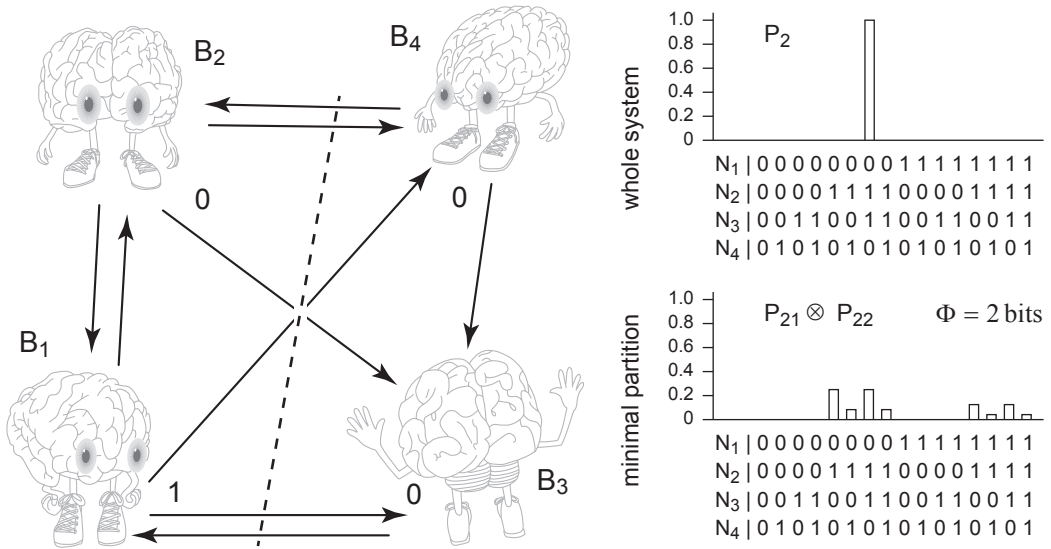 B2
B4
0
0
B1
1
0
B3
whole system
P2
1.0
0.8
0.6
0.4
0.2
0
N1 | 0 0 0 0 0 0 0 0 1 1 1 1 1 1 1 1
N2 | 0 0 0 0 1 1 1 1 0 0 0 0 1 1 1 1
N3 | 0 0 1 1 0 0 1 1 0 0 1 1 0 0 1 1
N4 | 0 1 0 1 0 1 0 1 0 1 0 1 0 1 0 1
minimal partition
P21 ⊗ P22 Φ = 2 bits
1.0
0.8
0.6
0.4
0.2
0
N1 | 0 0 0 0 0 0 0 0 1 1 1 1 1 1 1 1
N2 | 0 0 0 0 1 1 1 1 0 0 0 0 1 1 1 1
N3 | 0 0 1 1 0 0 1 1 0 0 1 1 0 0 1 1
N4 | 0 1 0 1 0 1 0 1 0 1 0 1 0 1 0 1